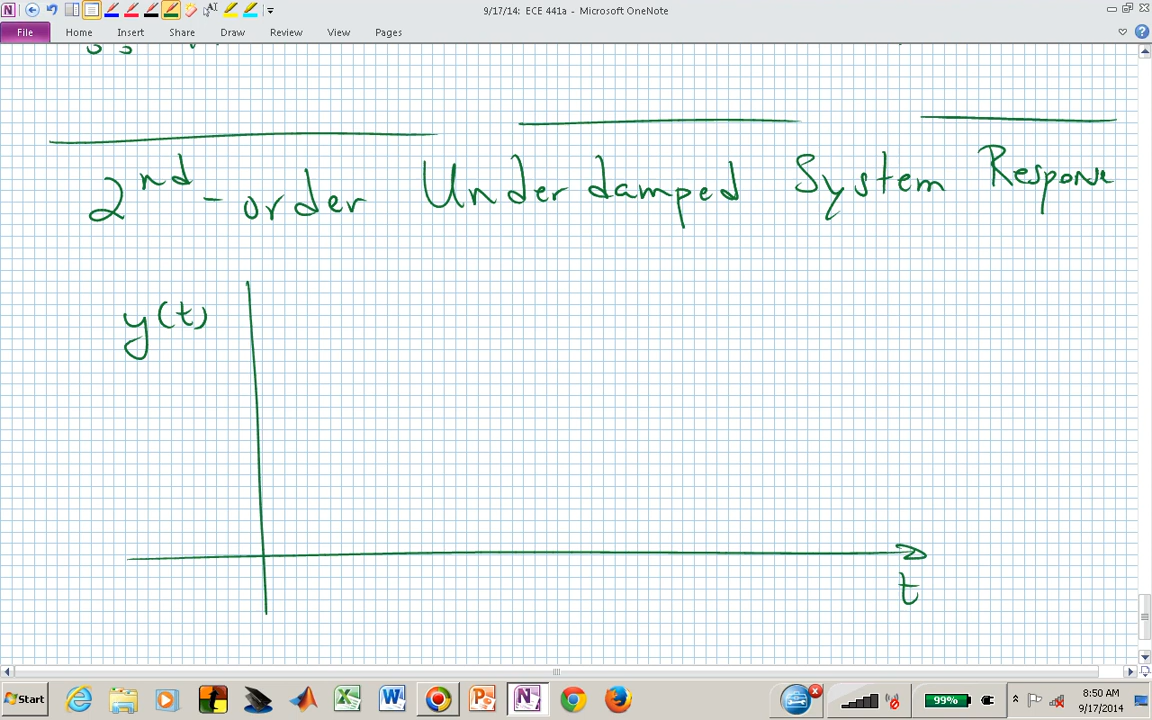 9/17/14: ECE 441a - Microsoft OneNote
File Home Insert Share Draw Review View Pages
2nd-order Underdamped System Response
y(t)
t
Start
99%
8:50 AM
9/17/2014